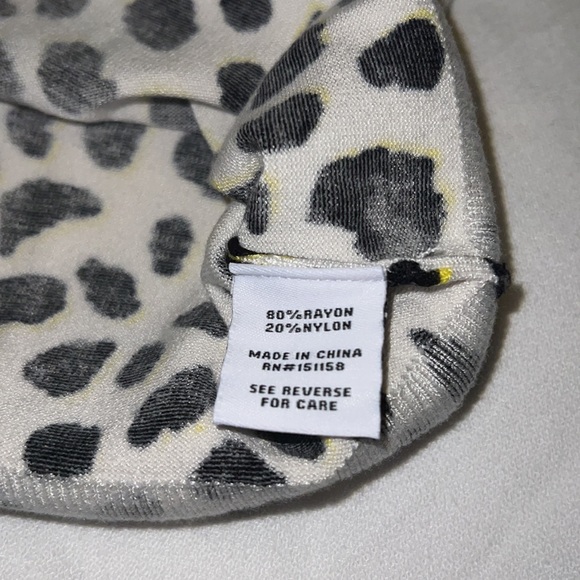 80%RAYON
20%NYLON
MADE IN CHINA
RN#151158
SEE REVERSE
FOR CARE